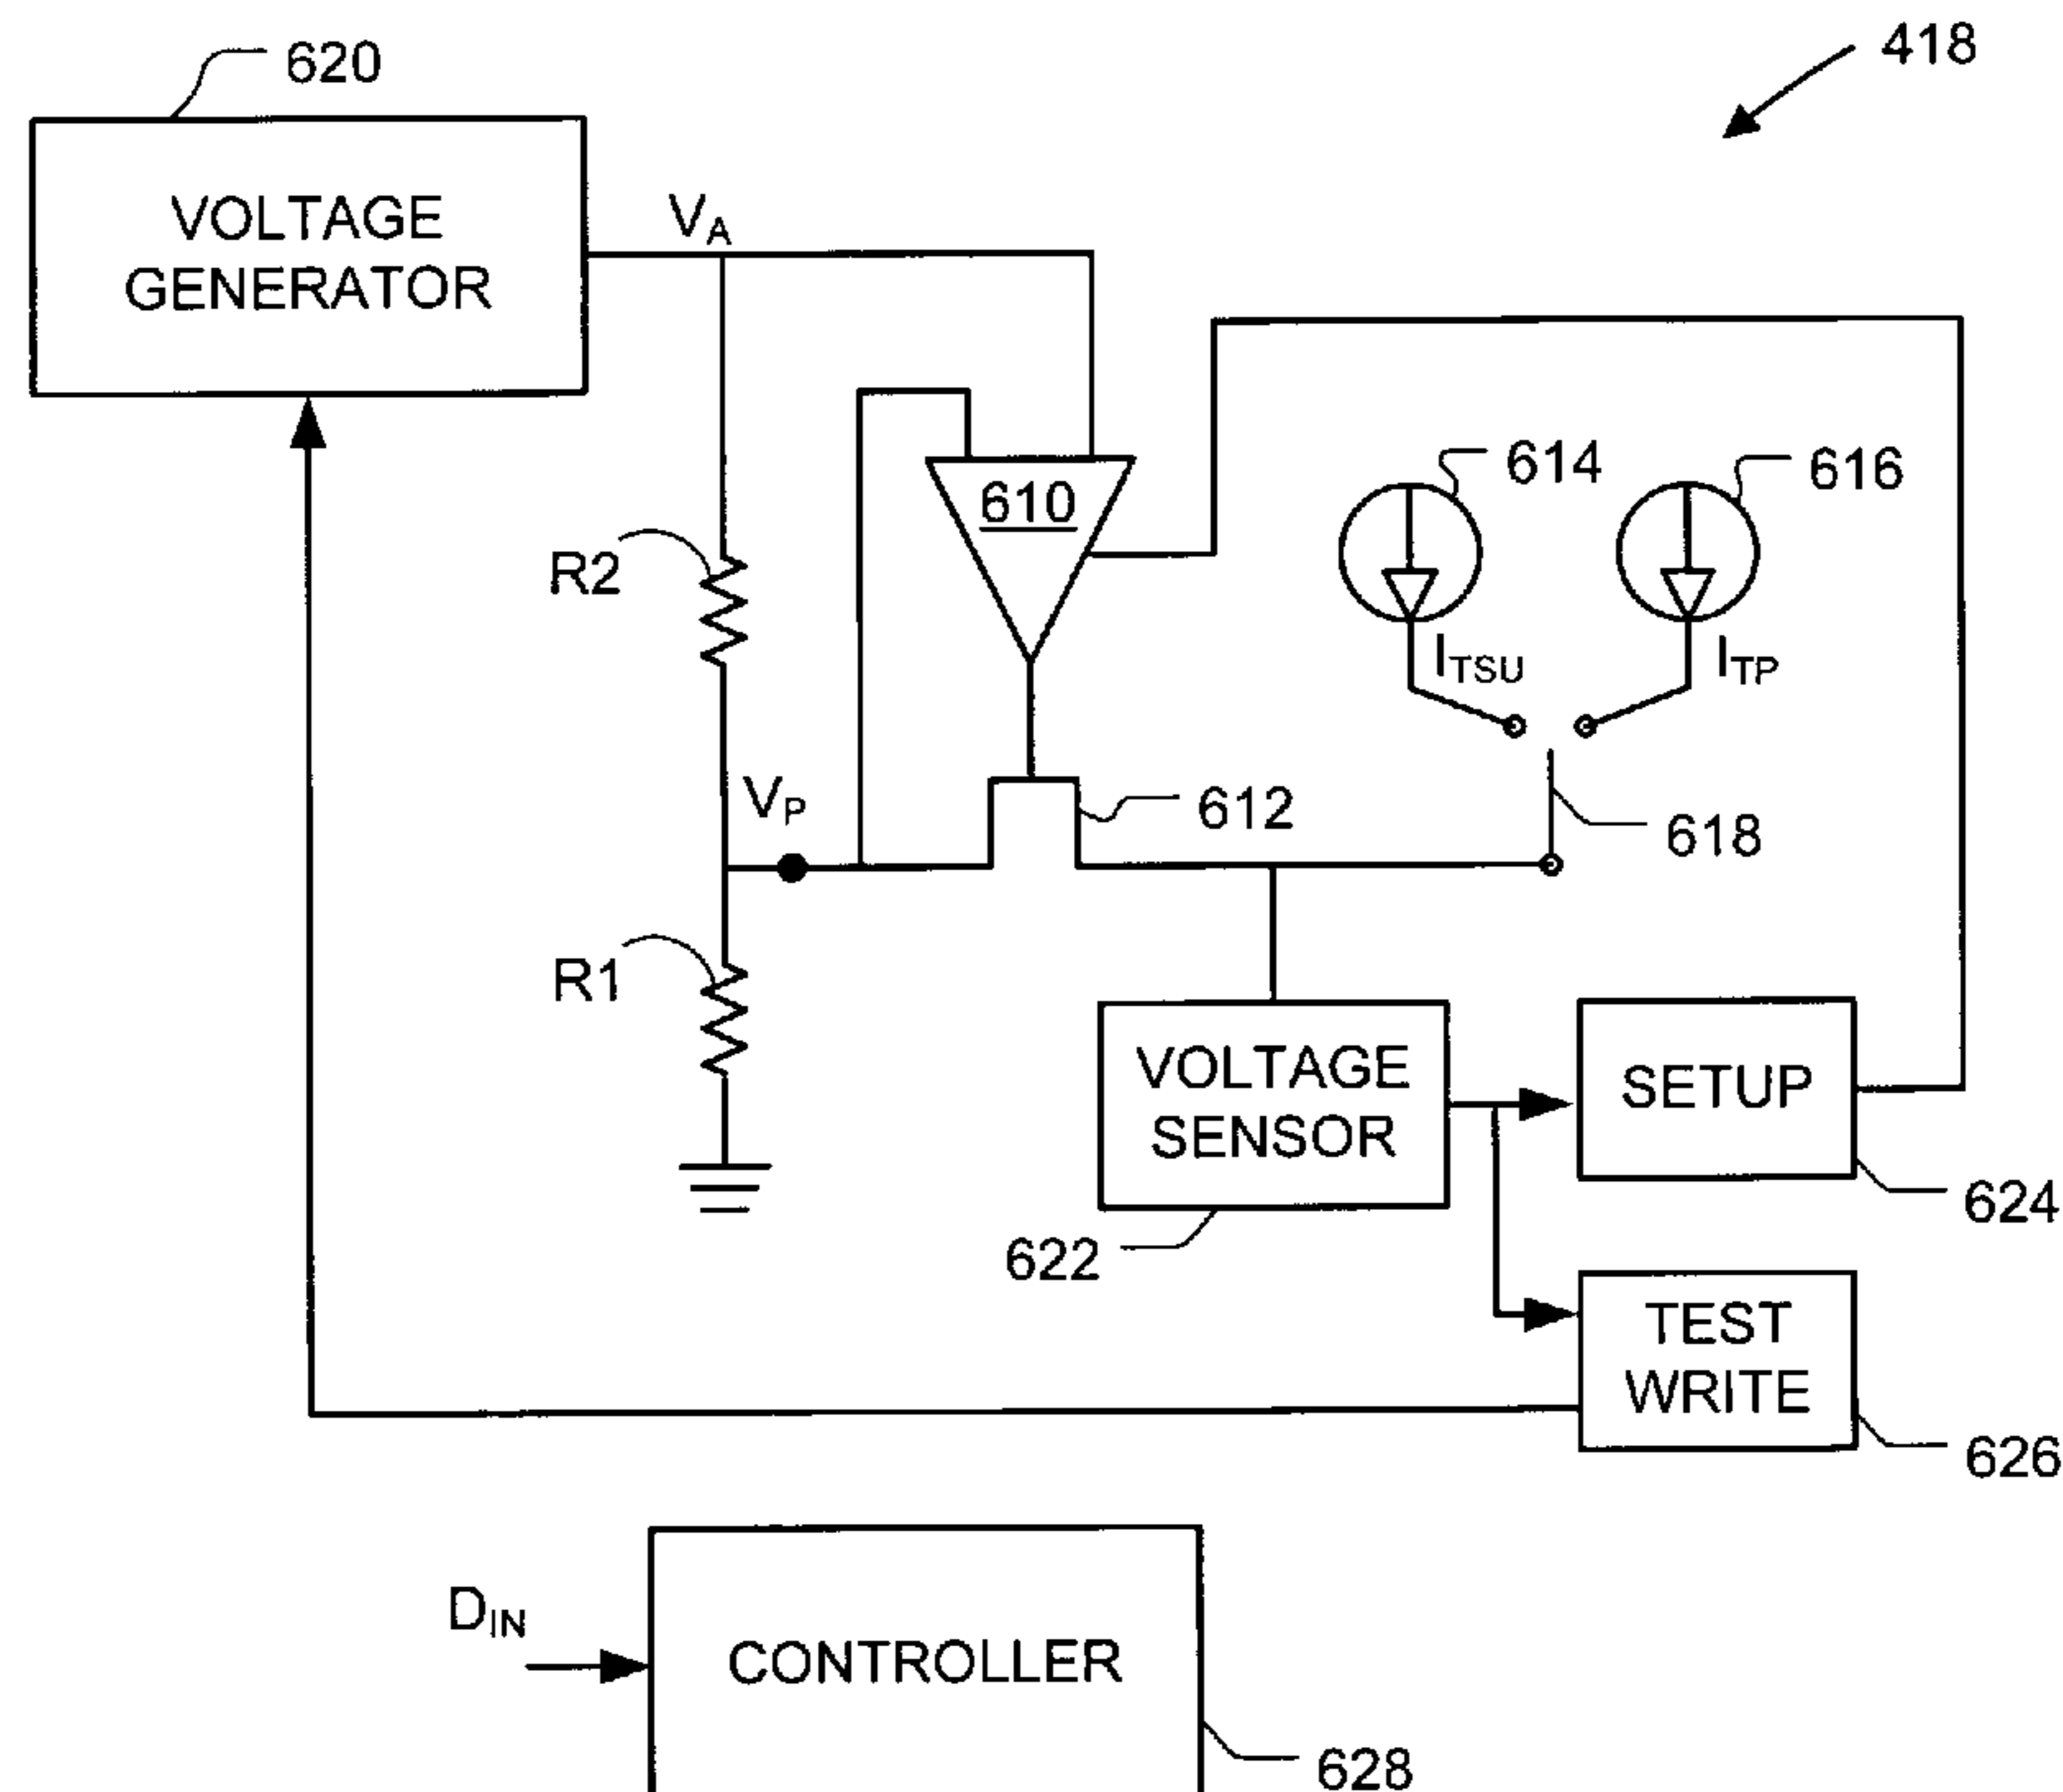 418
620
VOLTAGE
GENERATOR
VA
614
616
610
R2
ITSU
ITP
VP
612
618
R1
VOLTAGE
SENSOR
SETUP
624
622
TEST
WRITE
626
DIN
CONTROLLER
628